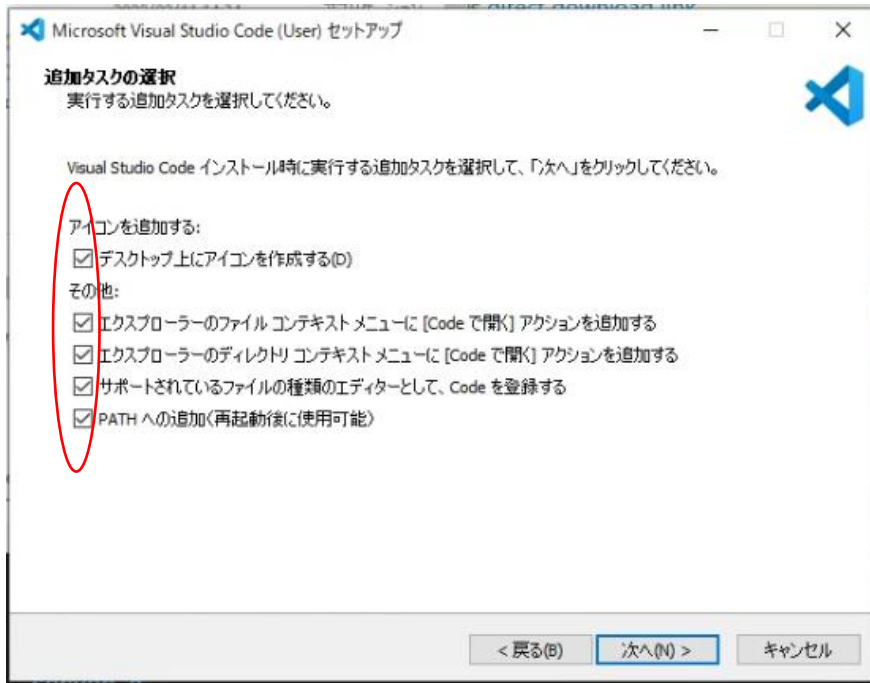 direct download link
Microsoft Visual Studio Code (User) セットアップ
追加タスクの選択
実行する追加タスクを選択してください。
Visual Studio Code インストール時に実行する追加タスクを選択して、「次へ」をクリックしてください。
アイコンを追加する:
デスクトップ上にアイコンを作成する(D)
その他:
エクスプローラーのファイル コンテキスト メニューに [Code で開く] アクションを追加する
エクスプローラーのディレクトリ コンテキスト メニューに [Code で開く] アクションを追加する
サポートされているファイルの種類のエディターとして、Code を登録する
PATH への追加(再起動後に使用可能)
< 戻る(B)
次へ(N) >
キャンセル